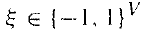 ξ ∈ {-1, 1}^V